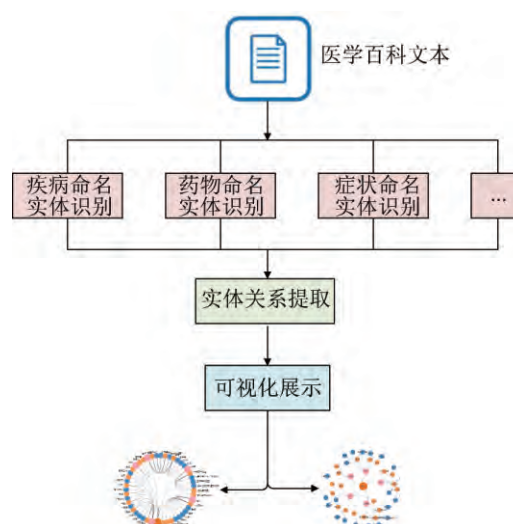 医学百科文本
疾病命名
实体识别
药物命名
实体识别
症状命名
实体识别
...
实体关系提取
可视化展示